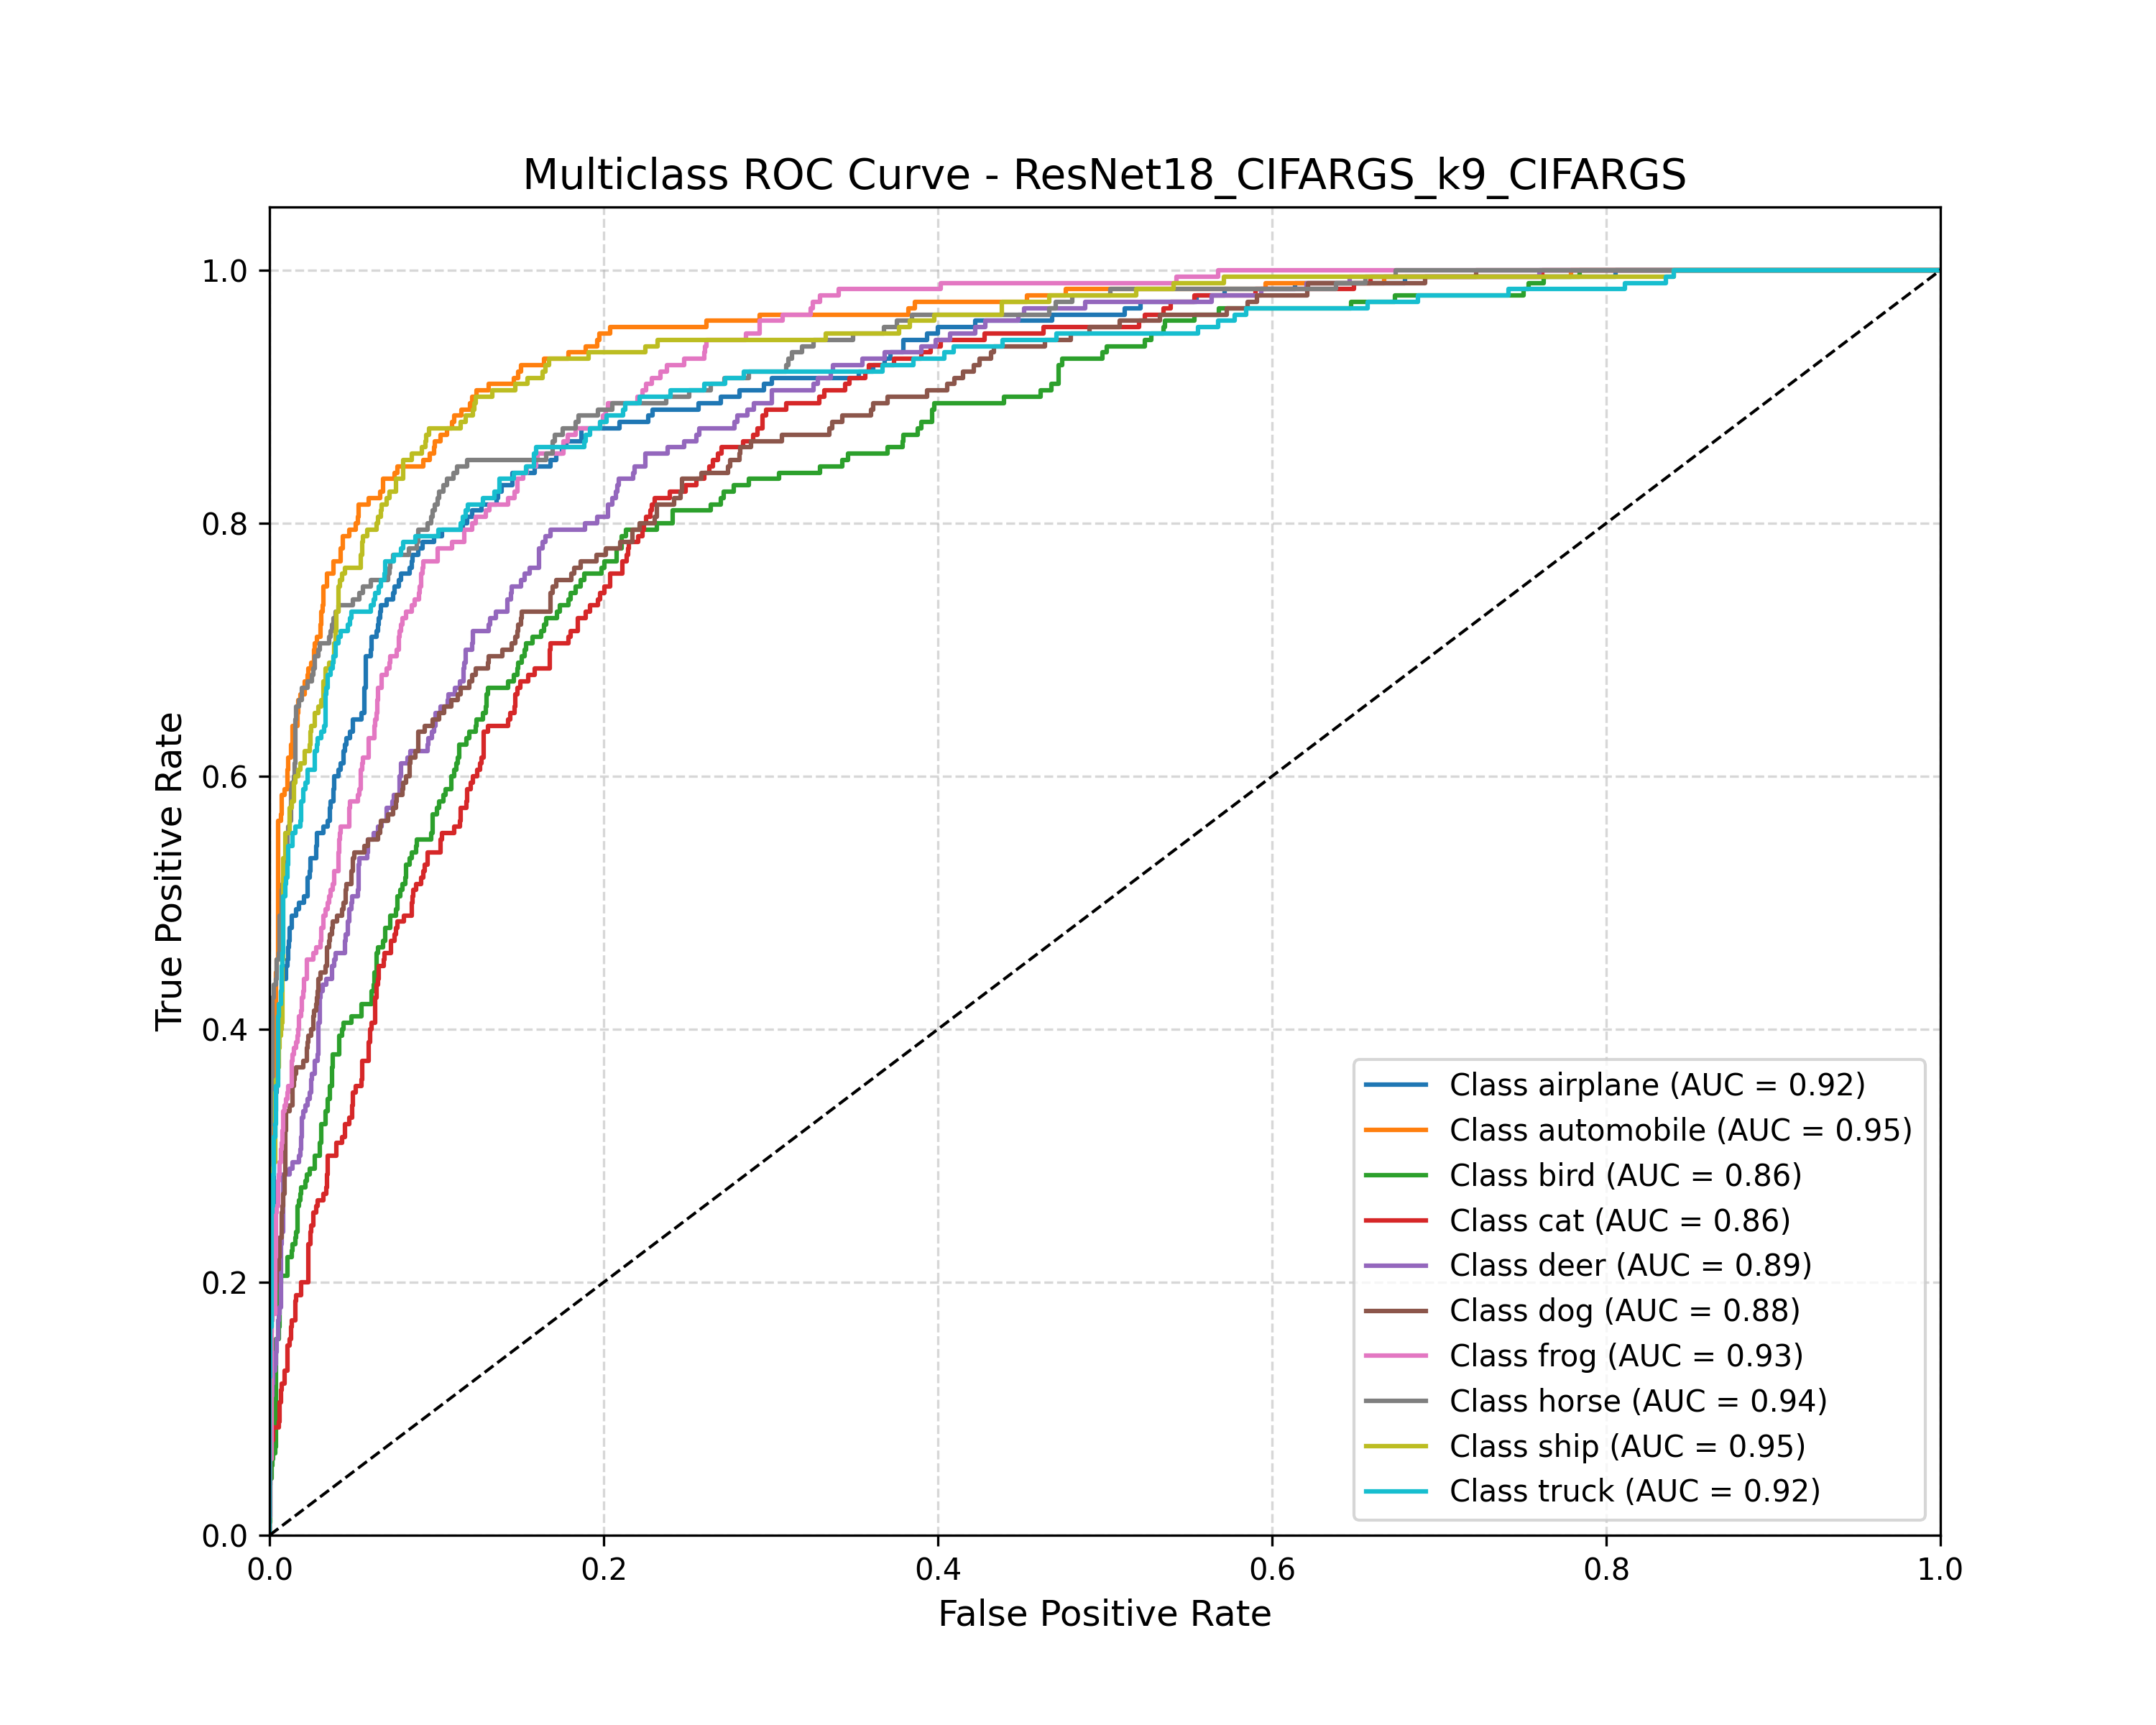 Multiclass ROC Curve - ResNet18_CIFARGS_k9_CIFARGS
1.0
0.8
0.6
0.4
0.2
0.0
True Positive Rate
Class airplane (AUC = 0.92)
Class automobile (AUC = 0.95)
Class bird (AUC = 0.86)
Class cat (AUC = 0.86)
Class deer (AUC = 0.89)
Class dog (AUC = 0.88)
Class frog (AUC = 0.93)
Class horse (AUC = 0.94)
Class ship (AUC = 0.95)
Class truck (AUC = 0.92)
0.0 0.2 0.4 0.6 0.8 1.0
False Positive Rate